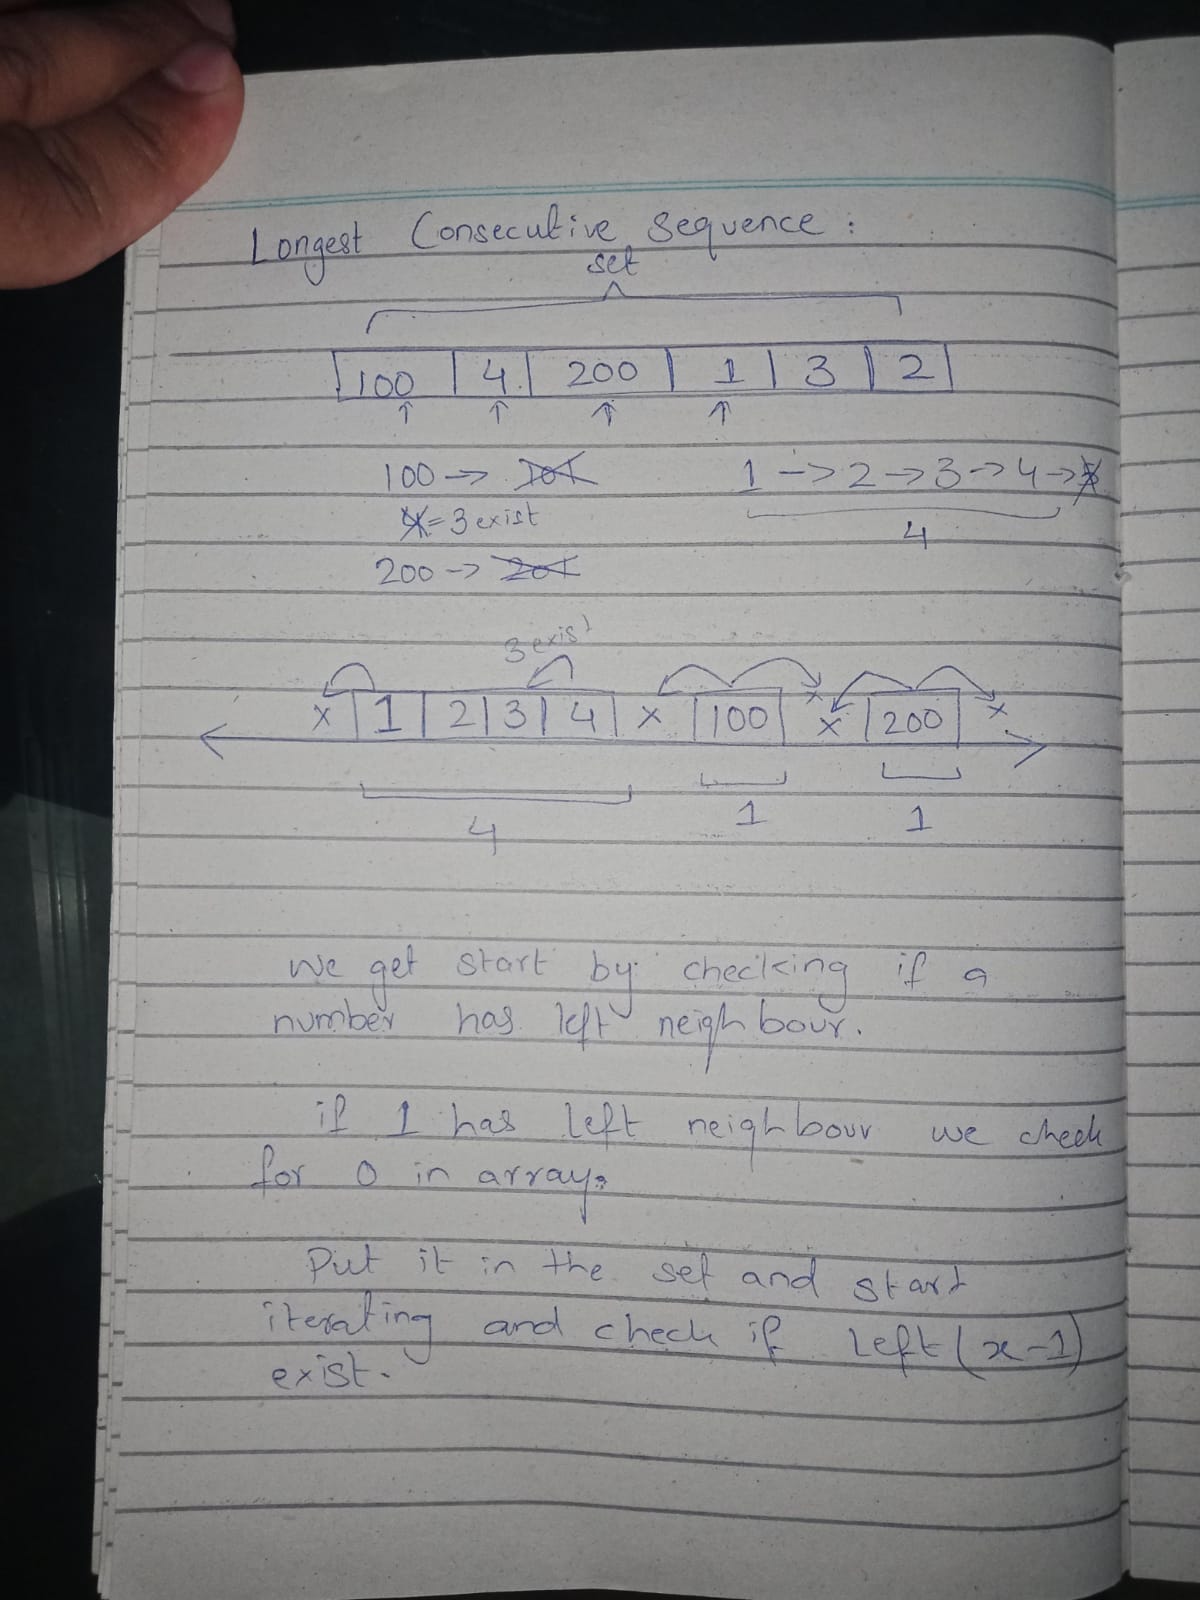 Longest Consecutive Sequence :
set
100 | 4 | 200 | 1 | 3 | 2
↑ ↑ ↑ ↑
100 -> 101
1 -> 2 -> 3 -> 4 -> 5
4 = 3 exist
4
200 -> 201
3 exist
x | 1 | 2 | 3 | 4 | x | 100 | x x | 200 | x
4 1 1
we get start by checking if a
number has left neighbour.
if 1 has left neighbour we check
for 0 in array.
Put it in the set and start
iterating and check if left (x-1)
exist.